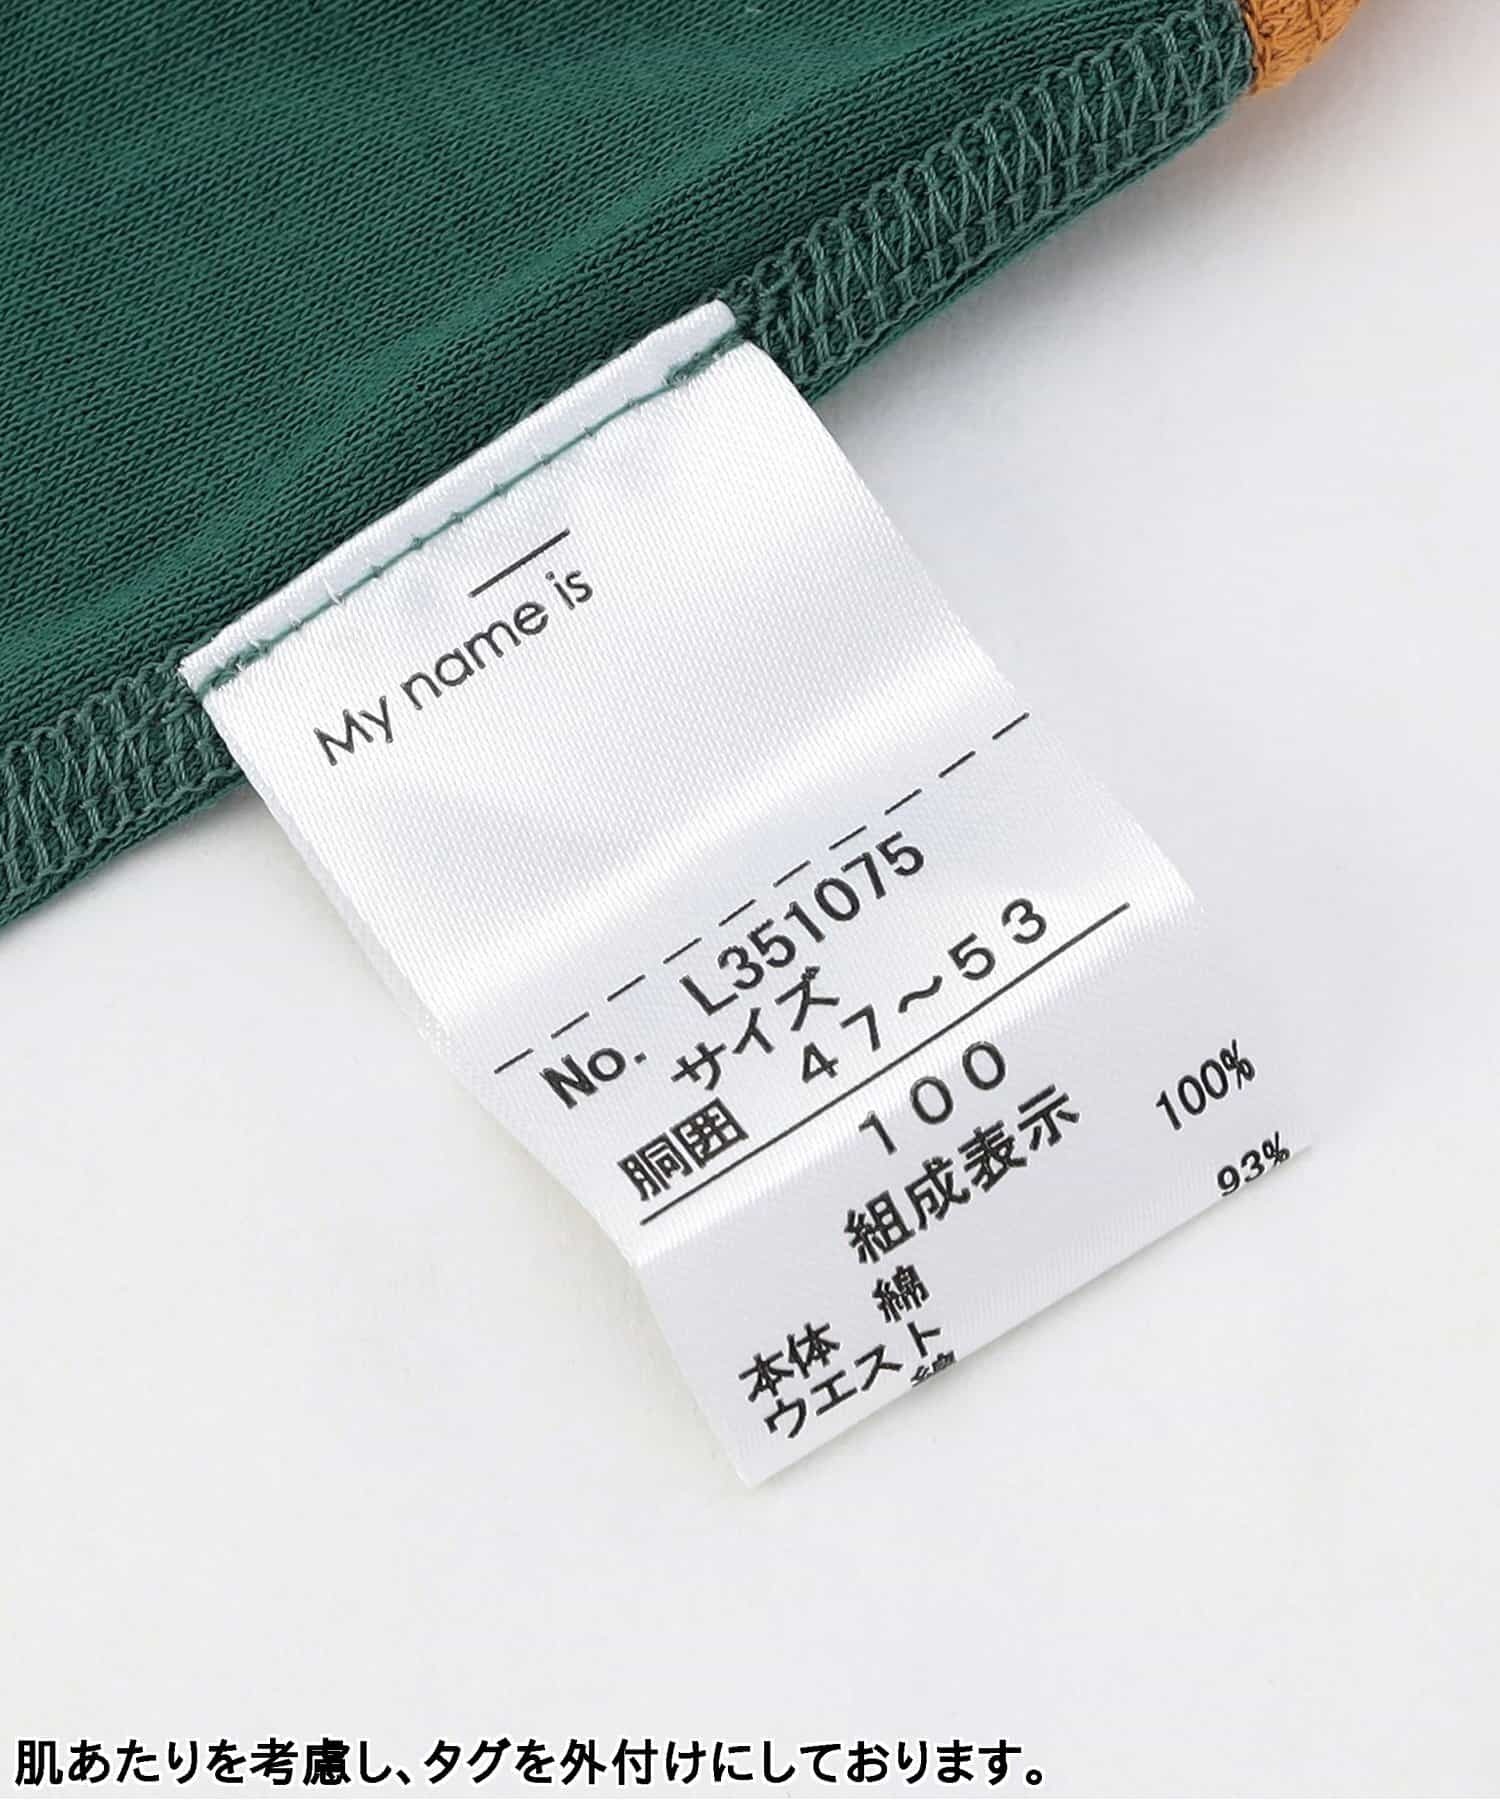 My name is
No. L351075
サイズ
胴囲 47～53
100
組成表示
本体 綿 100%
ウエスト
綿 93%
肌あたりを考慮し、タグを外付けにしております。